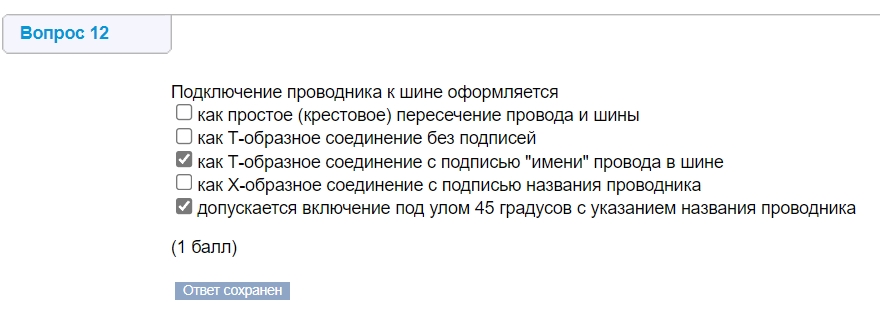 Вопрос 12
Подключение проводника к шине оформляется
как простое (крестовое) пересечение провода и шины
как Т-образное соединение без подписей
как Т-образное соединение с подписью "имени" провода в шине
как Х-образное соединение с подписью названия проводника
допускается включение под улом 45 градусов с указанием названия проводника
(1 балл)
Ответ сохранен